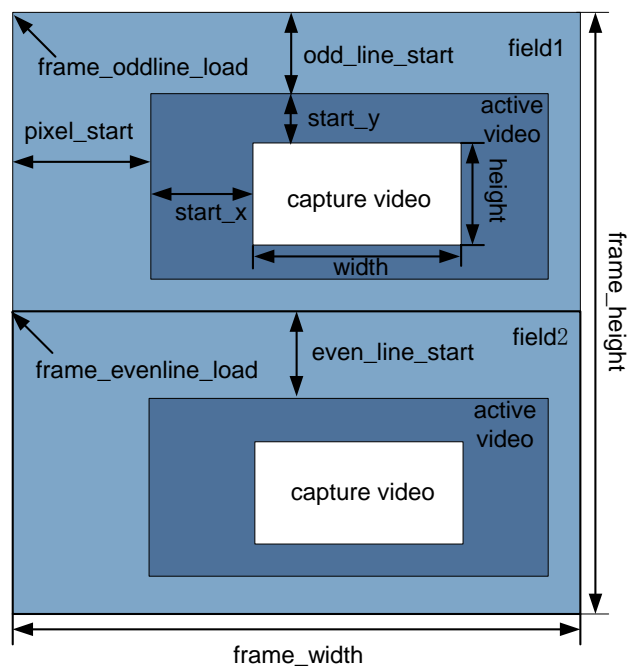 frame_oddline_load
odd_line_start
field1
pixel_start
start_y
active
video
start_x
capture video
height
width
frame_height
frame_evenline_load
even_line_start
field2
active
video
capture video
frame_width